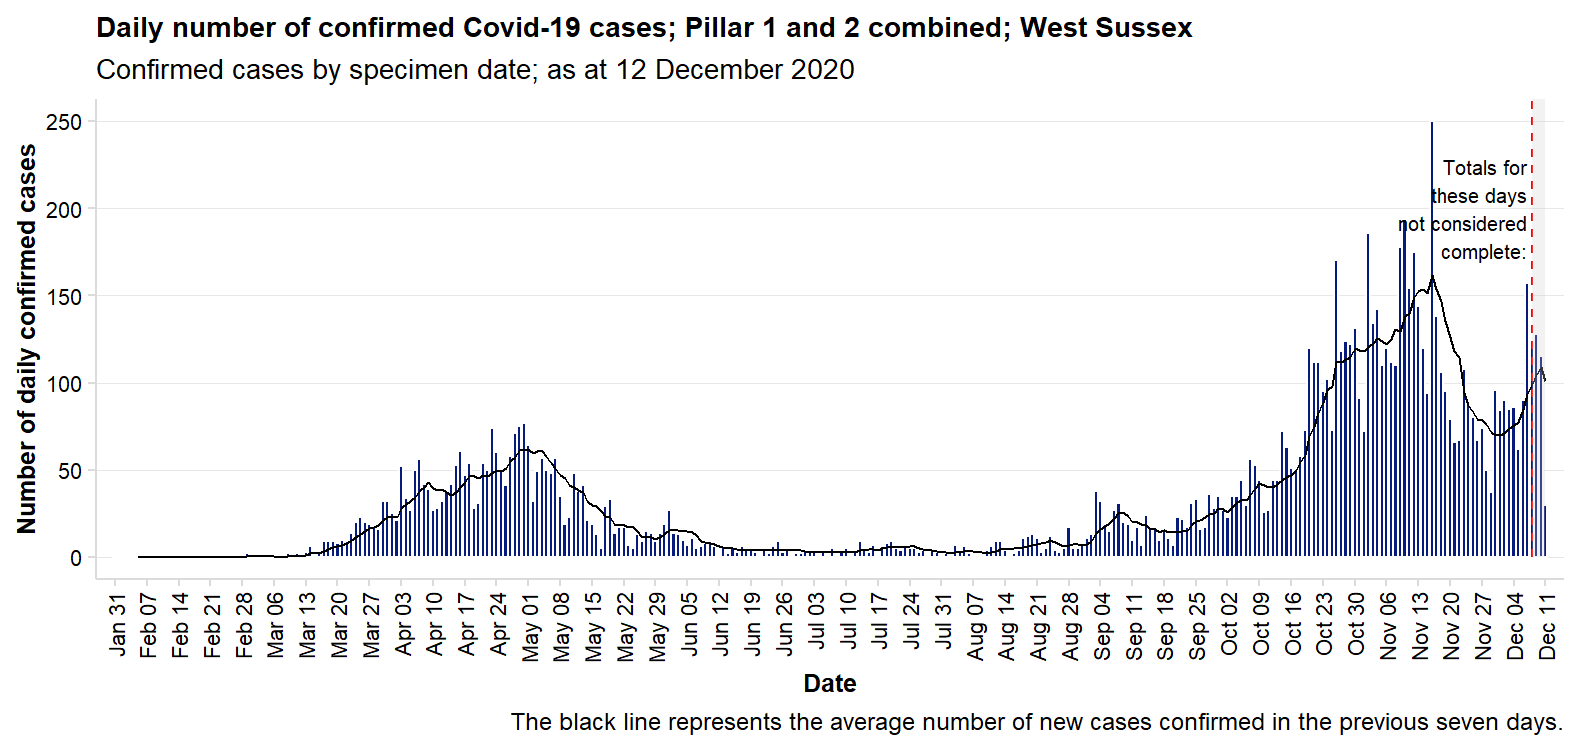 Daily number of confirmed Covid-19 cases; Pillar 1 and 2 combined; West Sussex
Confirmed cases by specimen date; as at 12 December 2020
Number of daily confirmed cases
250
200
150
100
50
0
Totals for
these days
not considered
complete:
Jan 31
Feb 07
Feb 14
Feb 21
Feb 28
Mar 06
Mar 13
Mar 20
Mar 27
Apr 03
Apr 10
Apr 17
Apr 24
May 01
May 08
May 15
May 22
May 29
Jun 05
Jun 12
Jun 19
Jun 26
Jul 03
Jul 10
Jul 17
Jul 24
Jul 31
Aug 07
Aug 14
Aug 21
Aug 28
Sep 04
Sep 11
Sep 18
Sep 25
Oct 02
Oct 09
Oct 16
Oct 23
Oct 30
Nov 06
Nov 13
Nov 20
Nov 27
Dec 04
Dec 11
Date
The black line represents the average number of new cases confirmed in the previous seven days.